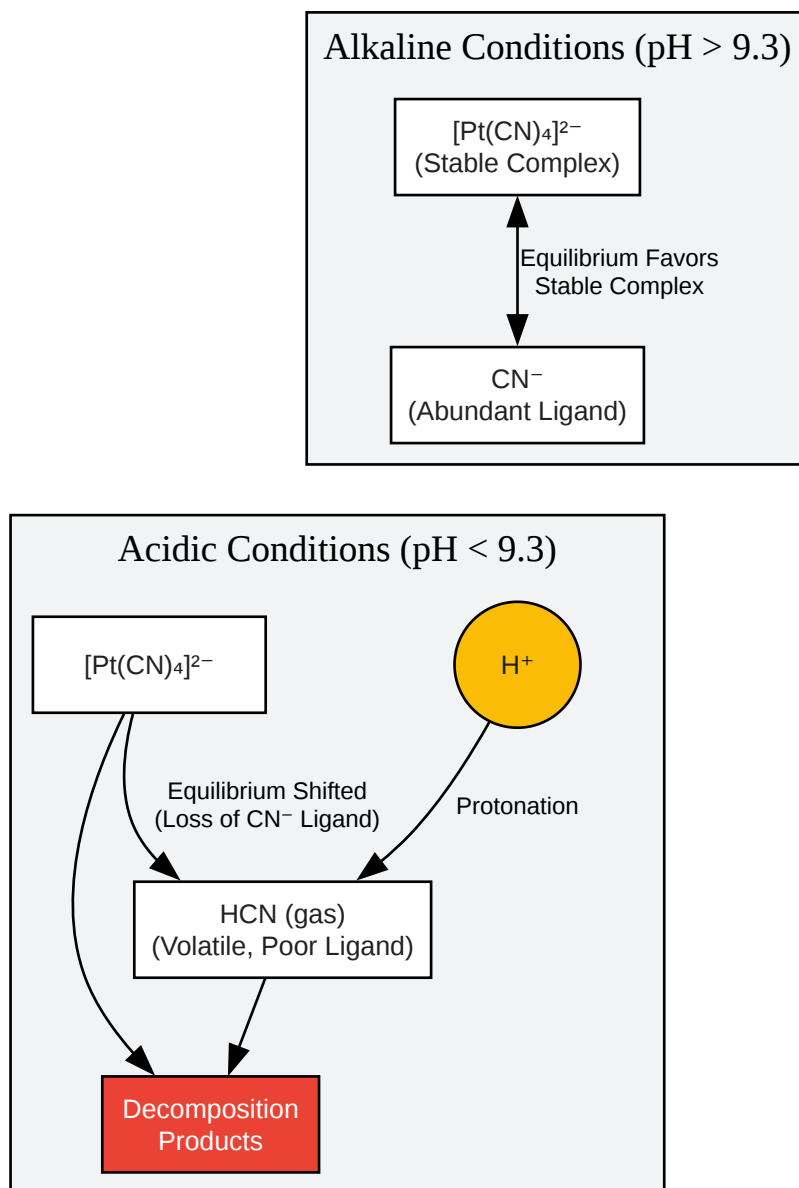 Alkaline Conditions (pH > 9.3)
[Pt(CN)₄]²⁻
(Stable Complex)
Equilibrium Favors
Stable Complex
CN⁻
(Abundant Ligand)
Acidic Conditions (pH < 9.3)
[Pt(CN)₄]²⁻
H⁺
Equilibrium Shifted
(Loss of CN⁻ Ligand)
Protonation
HCN (gas)
(Volatile, Poor Ligand)
Decomposition
Products